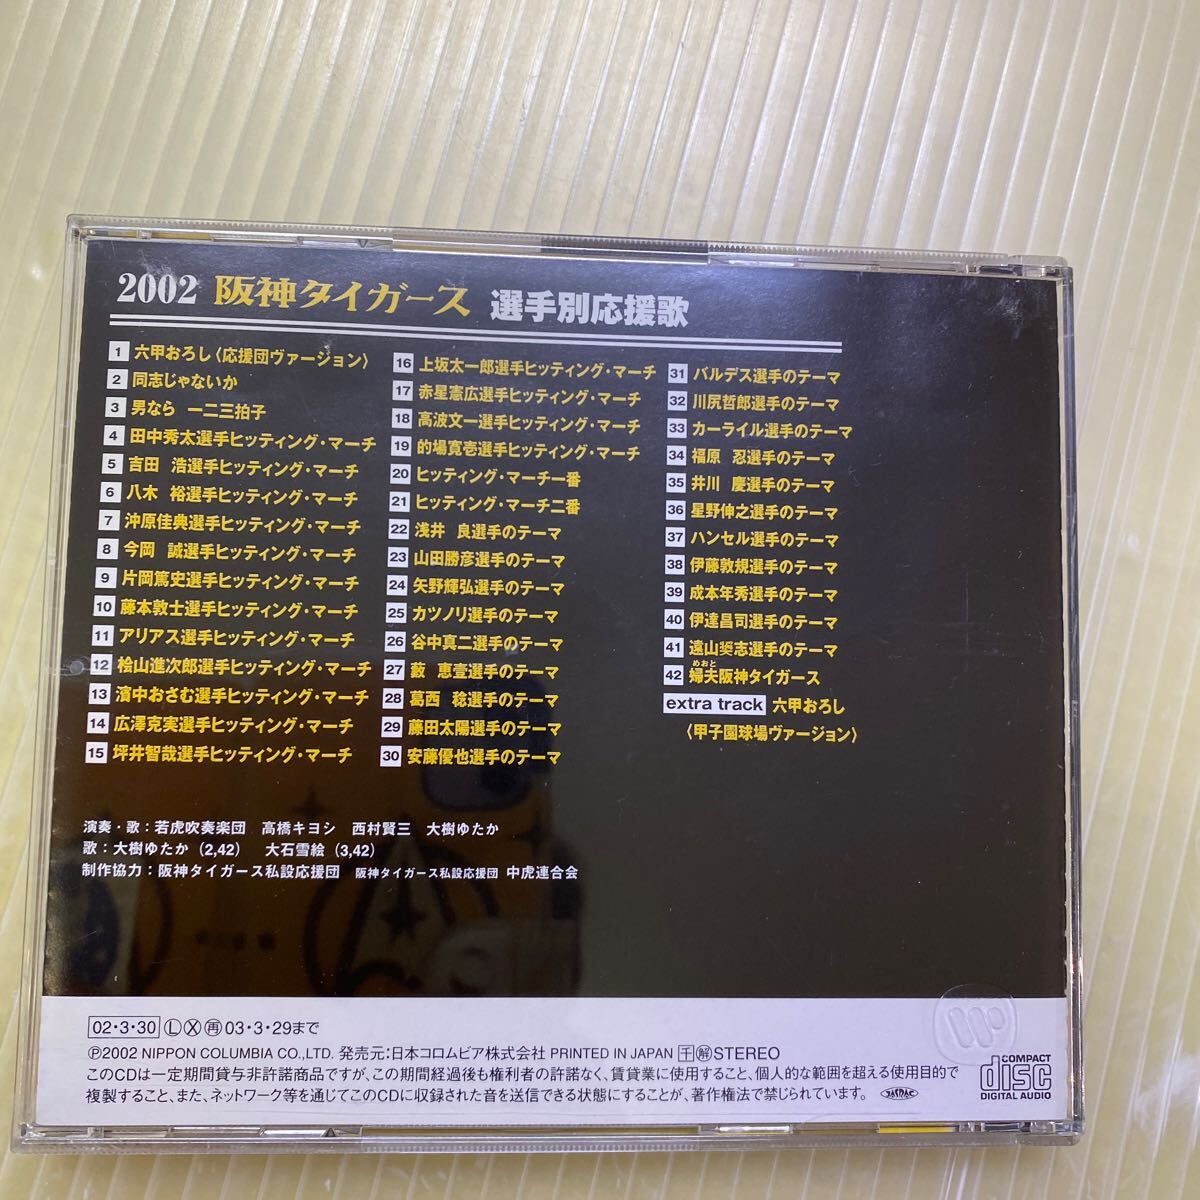 2002 阪神タイガース 選手別応援歌
1 六甲おろし〈応援団ヴァージョン〉
2 同志じゃないか
3 男なら 一二三拍子
4 田中秀太選手ヒッティング・マーチ
5 吉田 浩選手ヒッティング・マーチ
6 八木 裕選手ヒッティング・マーチ
7 沖原佳典選手ヒッティング・マーチ
8 今岡 誠選手ヒッティング・マーチ
9 片岡篤史選手ヒッティング・マーチ
10 藤本敦士選手ヒッティング・マーチ
11 アリアス選手ヒッティング・マーチ
12 桧山進次郎選手ヒッティング・マーチ
13 濱中おさむ選手ヒッティング・マーチ
14 広澤克実選手ヒッティング・マーチ
15 坪井智哉選手ヒッティング・マーチ
16 上坂太一郎選手ヒッティング・マーチ
17 赤星憲広選手ヒッティング・マーチ
18 高波文一選手ヒッティング・マーチ
19 的場寛壱選手ヒッティング・マーチ
20 ヒッティング・マーチ一番
21 ヒッティング・マーチ二番
22 浅井 良選手のテーマ
23 山田勝彦選手のテーマ
24 矢野輝弘選手のテーマ
25 カツノリ選手のテーマ
26 谷中真二選手のテーマ
27 藪 恵壹選手のテーマ
28 葛西 稔選手のテーマ
29 藤田太陽選手のテーマ
30 安藤優也選手のテーマ
31 バルデス選手のテーマ
32 川尻哲郎選手のテーマ
33 カーライル選手のテーマ
34 福原 忍選手のテーマ
35 井川 慶選手のテーマ
36 星野伸之選手のテーマ
37 ハンセル選手のテーマ
38 伊藤敦規選手のテーマ
39 成本年秀選手のテーマ
40 伊達昌司選手のテーマ
41 遠山奬志選手のテーマ
めおと
42 婦夫阪神タイガース
extra track 六甲おろし
〈甲子園球場ヴァージョン〉
演奏・歌：若虎吹奏楽団 高橋キヨシ 西村賢三 大樹ゆたか
歌：大樹ゆたか（2,42） 大石雪絵（3,42）
制作協力：阪神タイガース私設応援団 阪神タイガース私設応援団 中虎連合会
02・3・30 Ⓛ Ⓧ ㊢ 03・3・29まで
Ⓟ2002 NIPPON COLUMBIA CO.,LTD. 発売元：日本コロムビア株式会社 PRINTED IN JAPAN 干 解 STEREO
このCDは一定期間貸与非許諾商品ですが、この期間経過後も権利者の許諾なく、賃貸業に使用すること、個人的な範囲を超える使用目的で
複製すること、また、ネットワーク等を通じてこのCDに収録された音を送信できる状態にすることが、著作権法で禁じられています。 JASRAC
COMPACT
disc
DIGITAL AUDIO